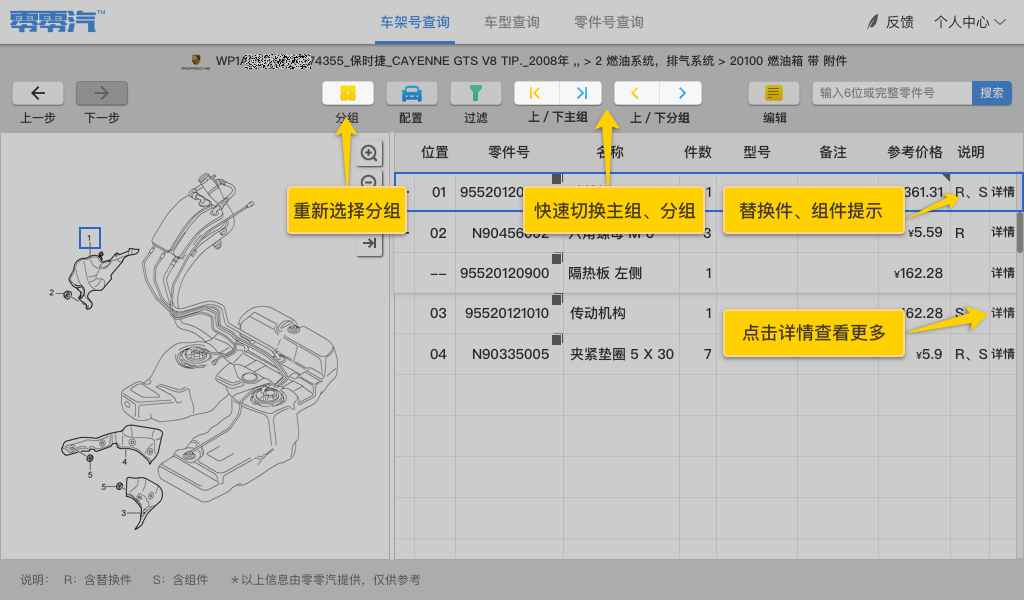 零零汽™
车架号查询 车型查询 零件号查询
反馈 个人中心
PORSCHE
WP1A 74355_保时捷_CAYENNE GTS V8 TIP._2008年 ,, > 2 燃油系统，排气系统 > 20100 燃油箱 带 附件
输入6位或完整零件号 搜索
上一步 下一步 分组 配置 过滤 上 / 下主组 上 / 下分组 编辑
位置 零件号 名称 件数 型号 备注 参考价格 说明
重新选择分组
快速切换主组、分组
替换件、组件提示
01 95520120 1 361.31 R、S 详情
02 N90456002 六角螺母 M 6 3 ¥5.59 R 详情
-- 95520120900 隔热板 左侧 1 ¥162.28 详情
03 95520121010 传动机构 1 62.28 S 详情
点击详情查看更多
04 N90335005 夹紧垫圈 5 X 30 7 ¥5.9 R、S 详情
1
2
4
5
5
3
说明： R：含替换件 S：含组件 *以上信息由零零汽提供，仅供参考